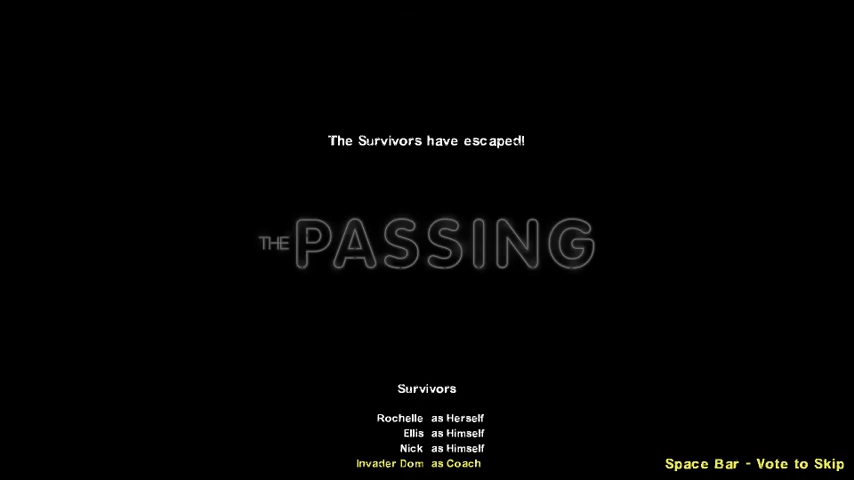 The Survivors have escaped!
THE PASSING
Survivors
Rochelle as Herself
Ellis as Himself
Nick as Himself
Invader Dom as Coach
Space Bar - Vote to Skip